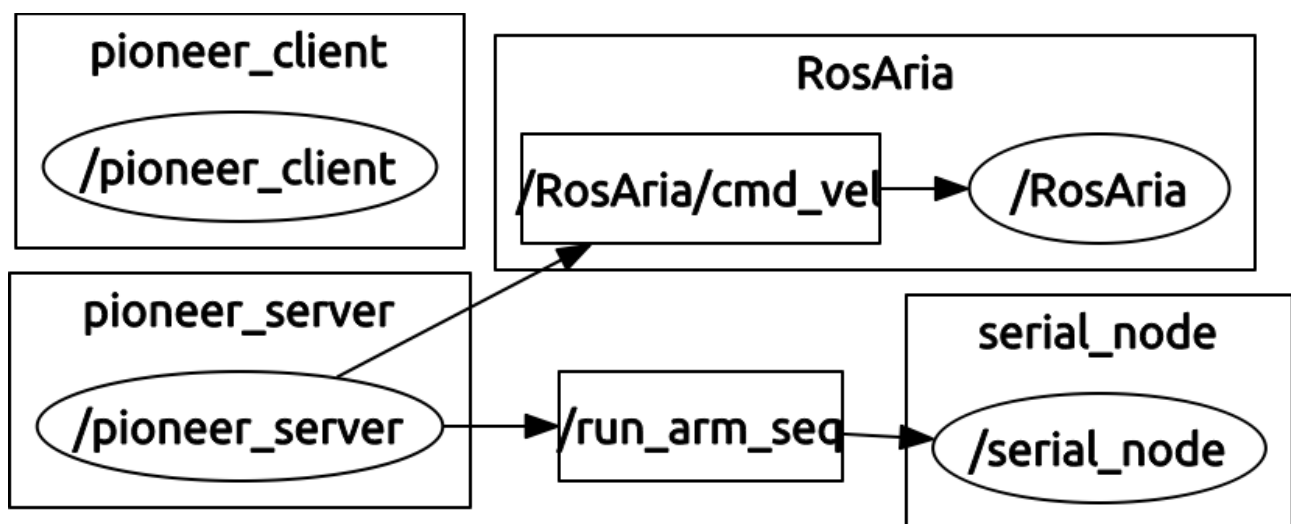 pioneer_client
/pioneer_client
RosAria
/RosAria/cmd_vel
/RosAria
pioneer_server
/pioneer_server
/run_arm_seq
serial_node
/serial_node